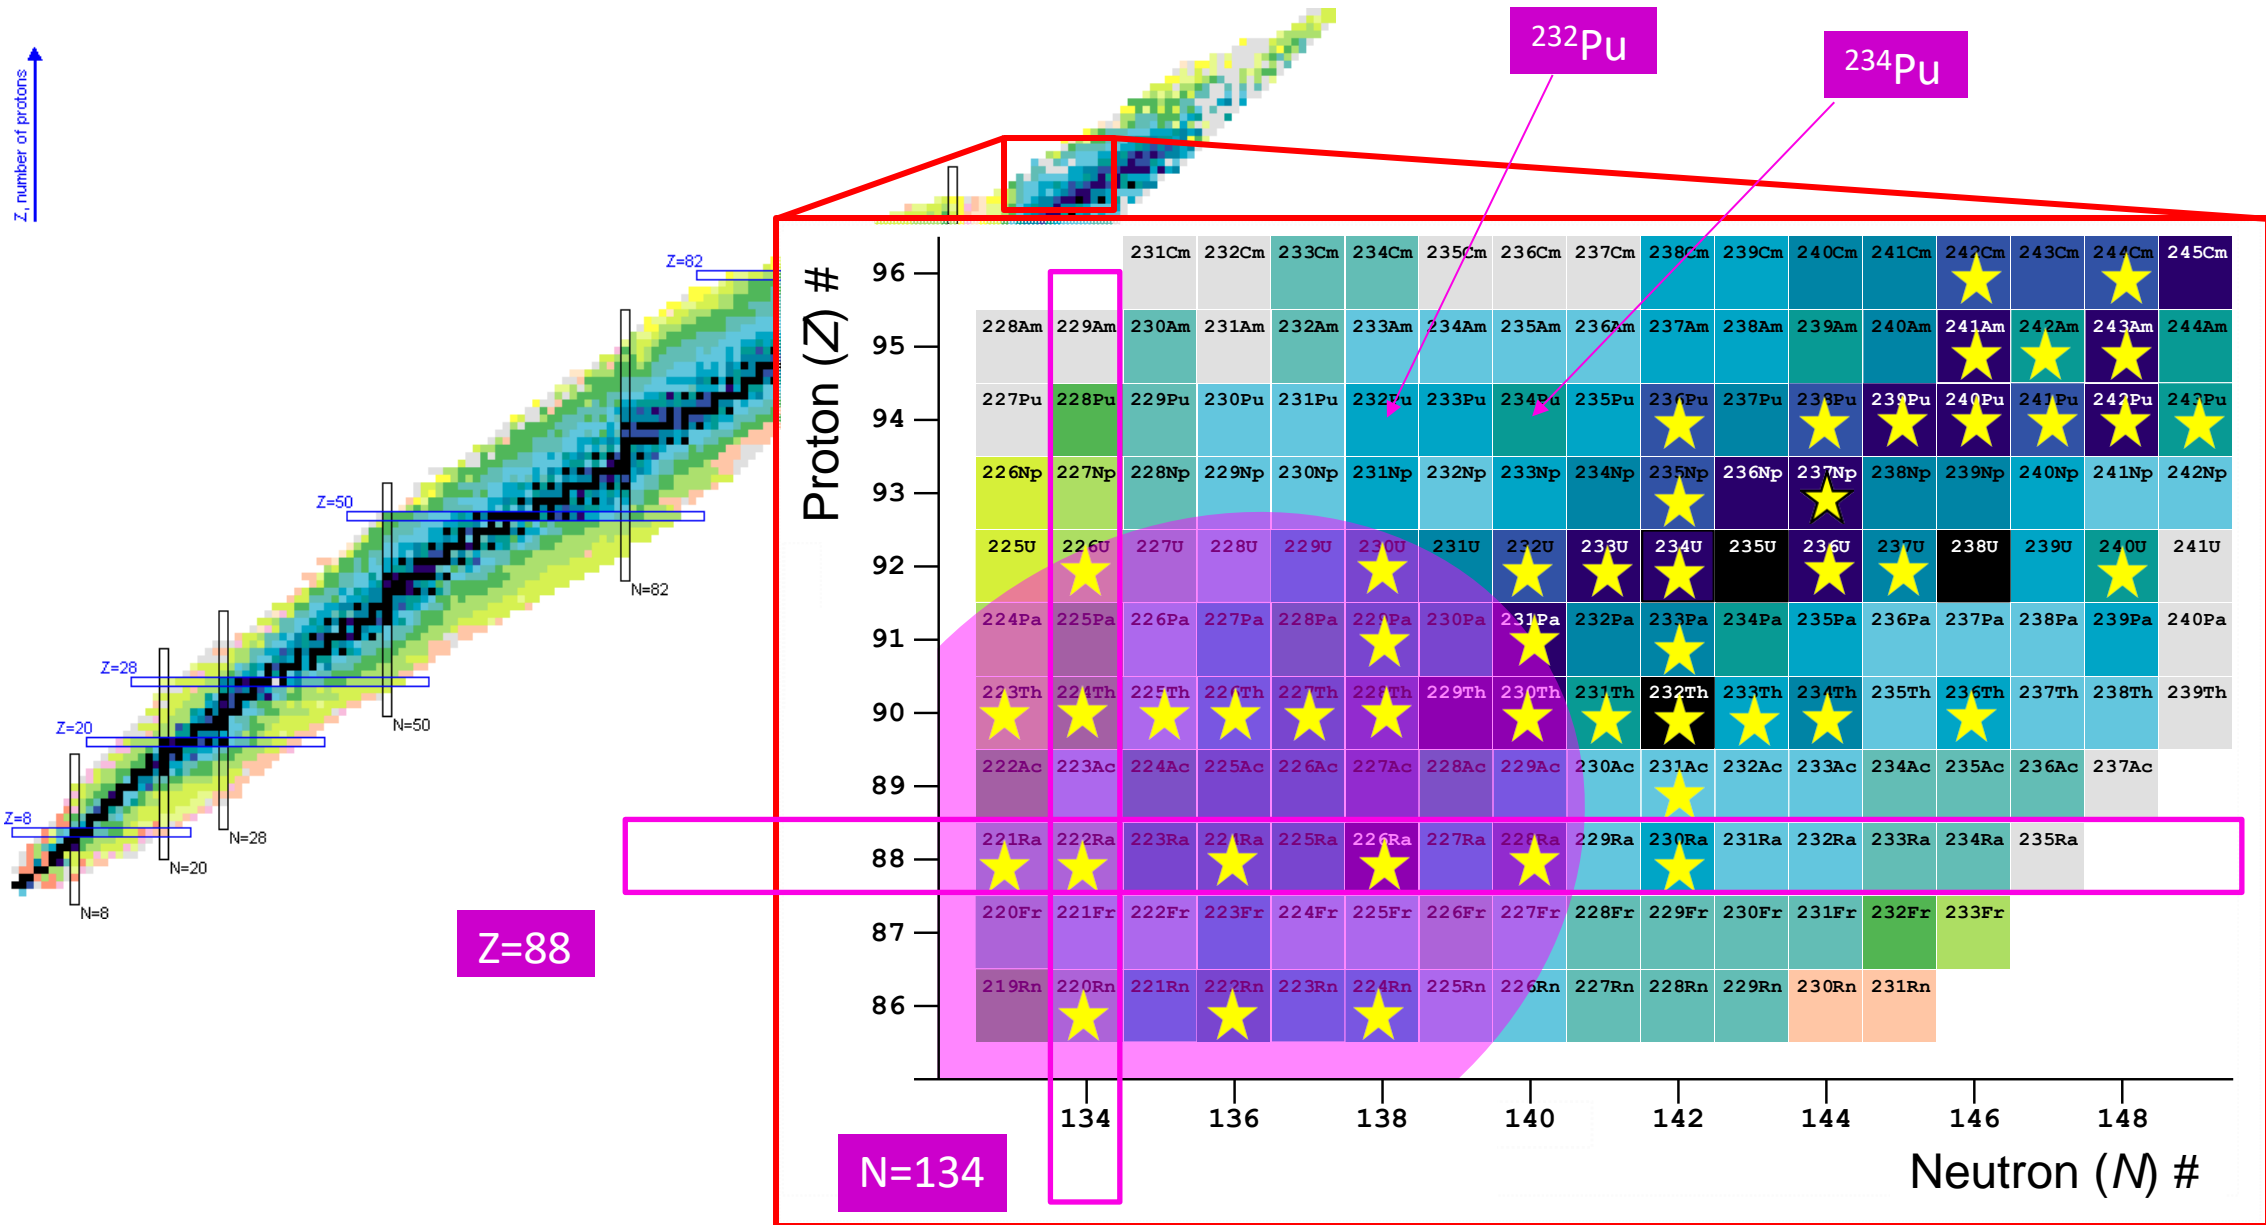 Z, number of protons
232Pu
234Pu
Z=82
N=82
Z=50
N=50
Z=28
N=28
Z=20
N=20
Z=8
N=8
Z=88
N=134
Proton (Z) #
96
231Cm 232Cm 233Cm 234Cm 235Cm 236Cm 237Cm 238Cm 239Cm 240Cm 241Cm 242Cm 243Cm 244Cm 245Cm
95
228Am 229Am 230Am 231Am 232Am 233Am 234Am 235Am 236Am 237Am 238Am 239Am 240Am 241Am 242Am 243Am 244Am
94
227Pu 228Pu 229Pu 230Pu 231Pu 232Pu 233Pu 234Pu 235Pu 236Pu 237Pu 238Pu 239Pu 240Pu 241Pu 242Pu 243Pu
93
226Np 227Np 228Np 229Np 230Np 231Np 232Np 233Np 234Np 235Np 236Np 237Np 238Np 239Np 240Np 241Np 242Np
92
225U 226U 227U 228U 229U 230U 231U 232U 233U 234U 235U 236U 237U 238U 239U 240U 241U
91
224Pa 225Pa 226Pa 227Pa 228Pa 229Pa 230Pa 231Pa 232Pa 233Pa 234Pa 235Pa 236Pa 237Pa 238Pa 239Pa 240Pa
90
223Th 224Th 225Th 226Th 227Th 228Th 229Th 230Th 231Th 232Th 233Th 234Th 235Th 236Th 237Th 238Th 239Th
89
222Ac 223Ac 224Ac 225Ac 226Ac 227Ac 228Ac 229Ac 230Ac 231Ac 232Ac 233Ac 234Ac 235Ac 236Ac 237Ac
88
221Ra 222Ra 223Ra 224Ra 225Ra 226Ra 227Ra 228Ra 229Ra 230Ra 231Ra 232Ra 233Ra 234Ra 235Ra
87
220Fr 221Fr 222Fr 223Fr 224Fr 225Fr 226Fr 227Fr 228Fr 229Fr 230Fr 231Fr 232Fr 233Fr
86
219Rn 220Rn 221Rn 222Rn 223Rn 224Rn 225Rn 226Rn 227Rn 228Rn 229Rn 230Rn 231Rn
134 136 138 140 142 144 146 148
Neutron (N) #